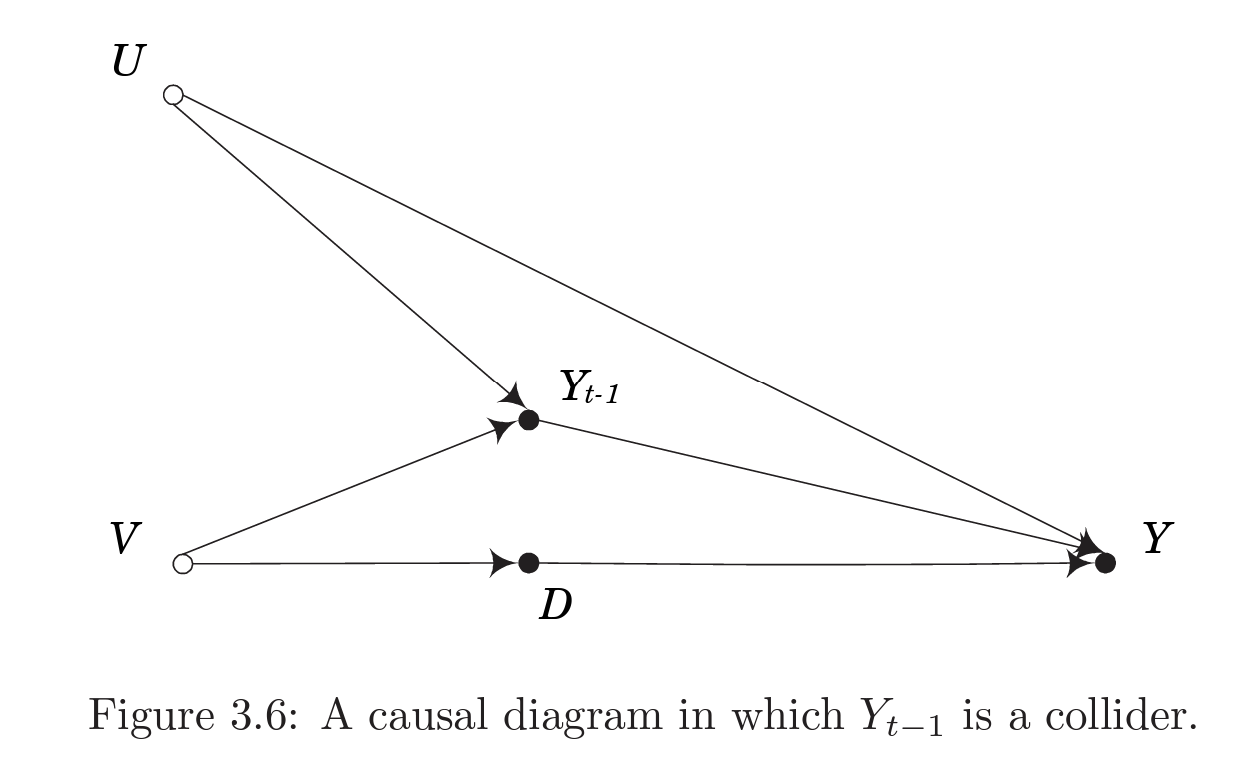 U
Y_{t-1}
V
Y
D
Figure 3.6: A causal diagram in which Y_{t−1} is a collider.